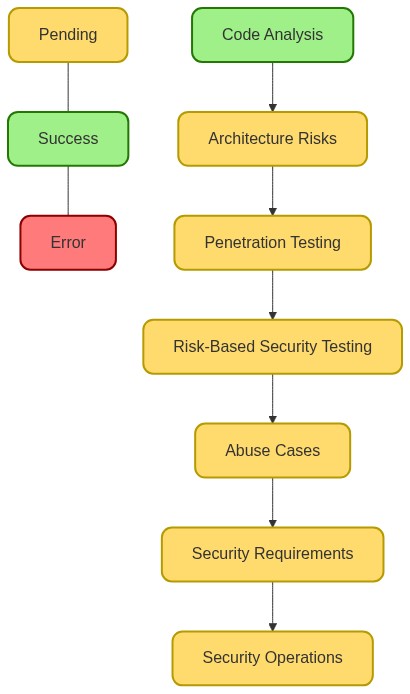 Pending
Success
Error
Code Analysis
Architecture Risks
Penetration Testing
Risk-Based Security Testing
Abuse Cases
Security Requirements
Security Operations